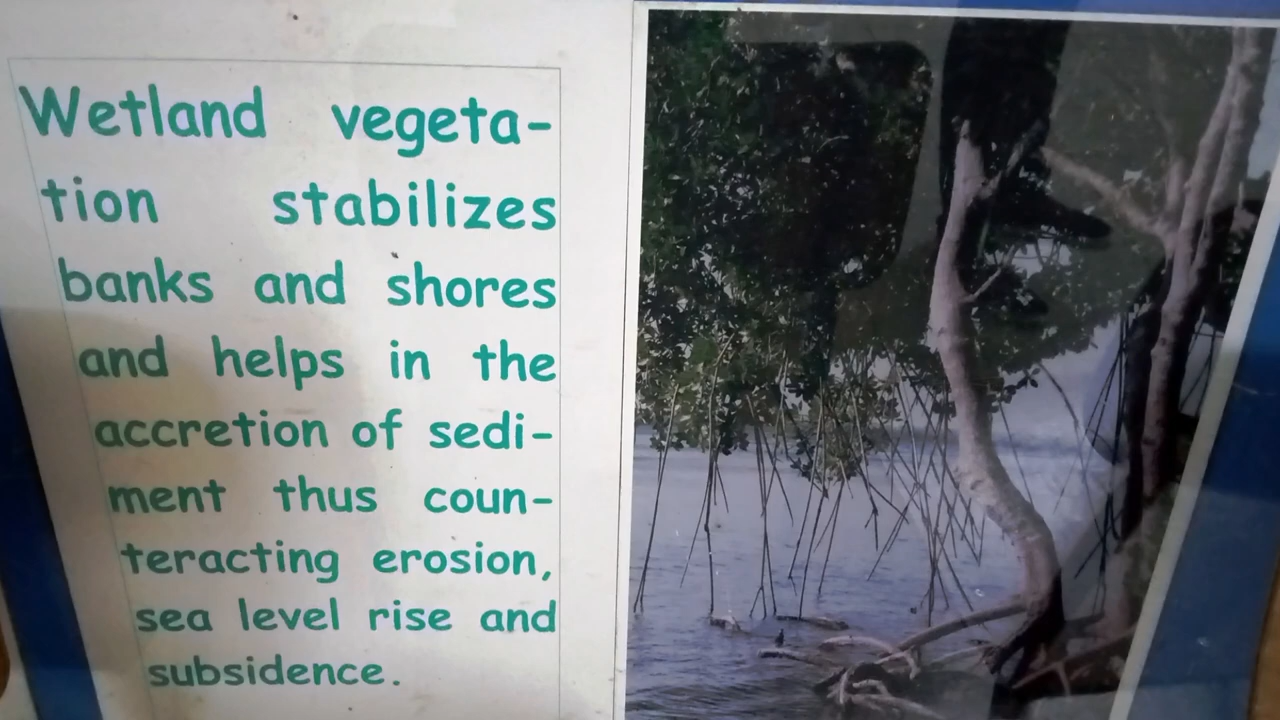 Wetland vegeta-
tion stabilizes
banks and shores
and helps in the
accretion of sedi-
ment thus coun-
teracting erosion,
sea level rise and
subsidence.